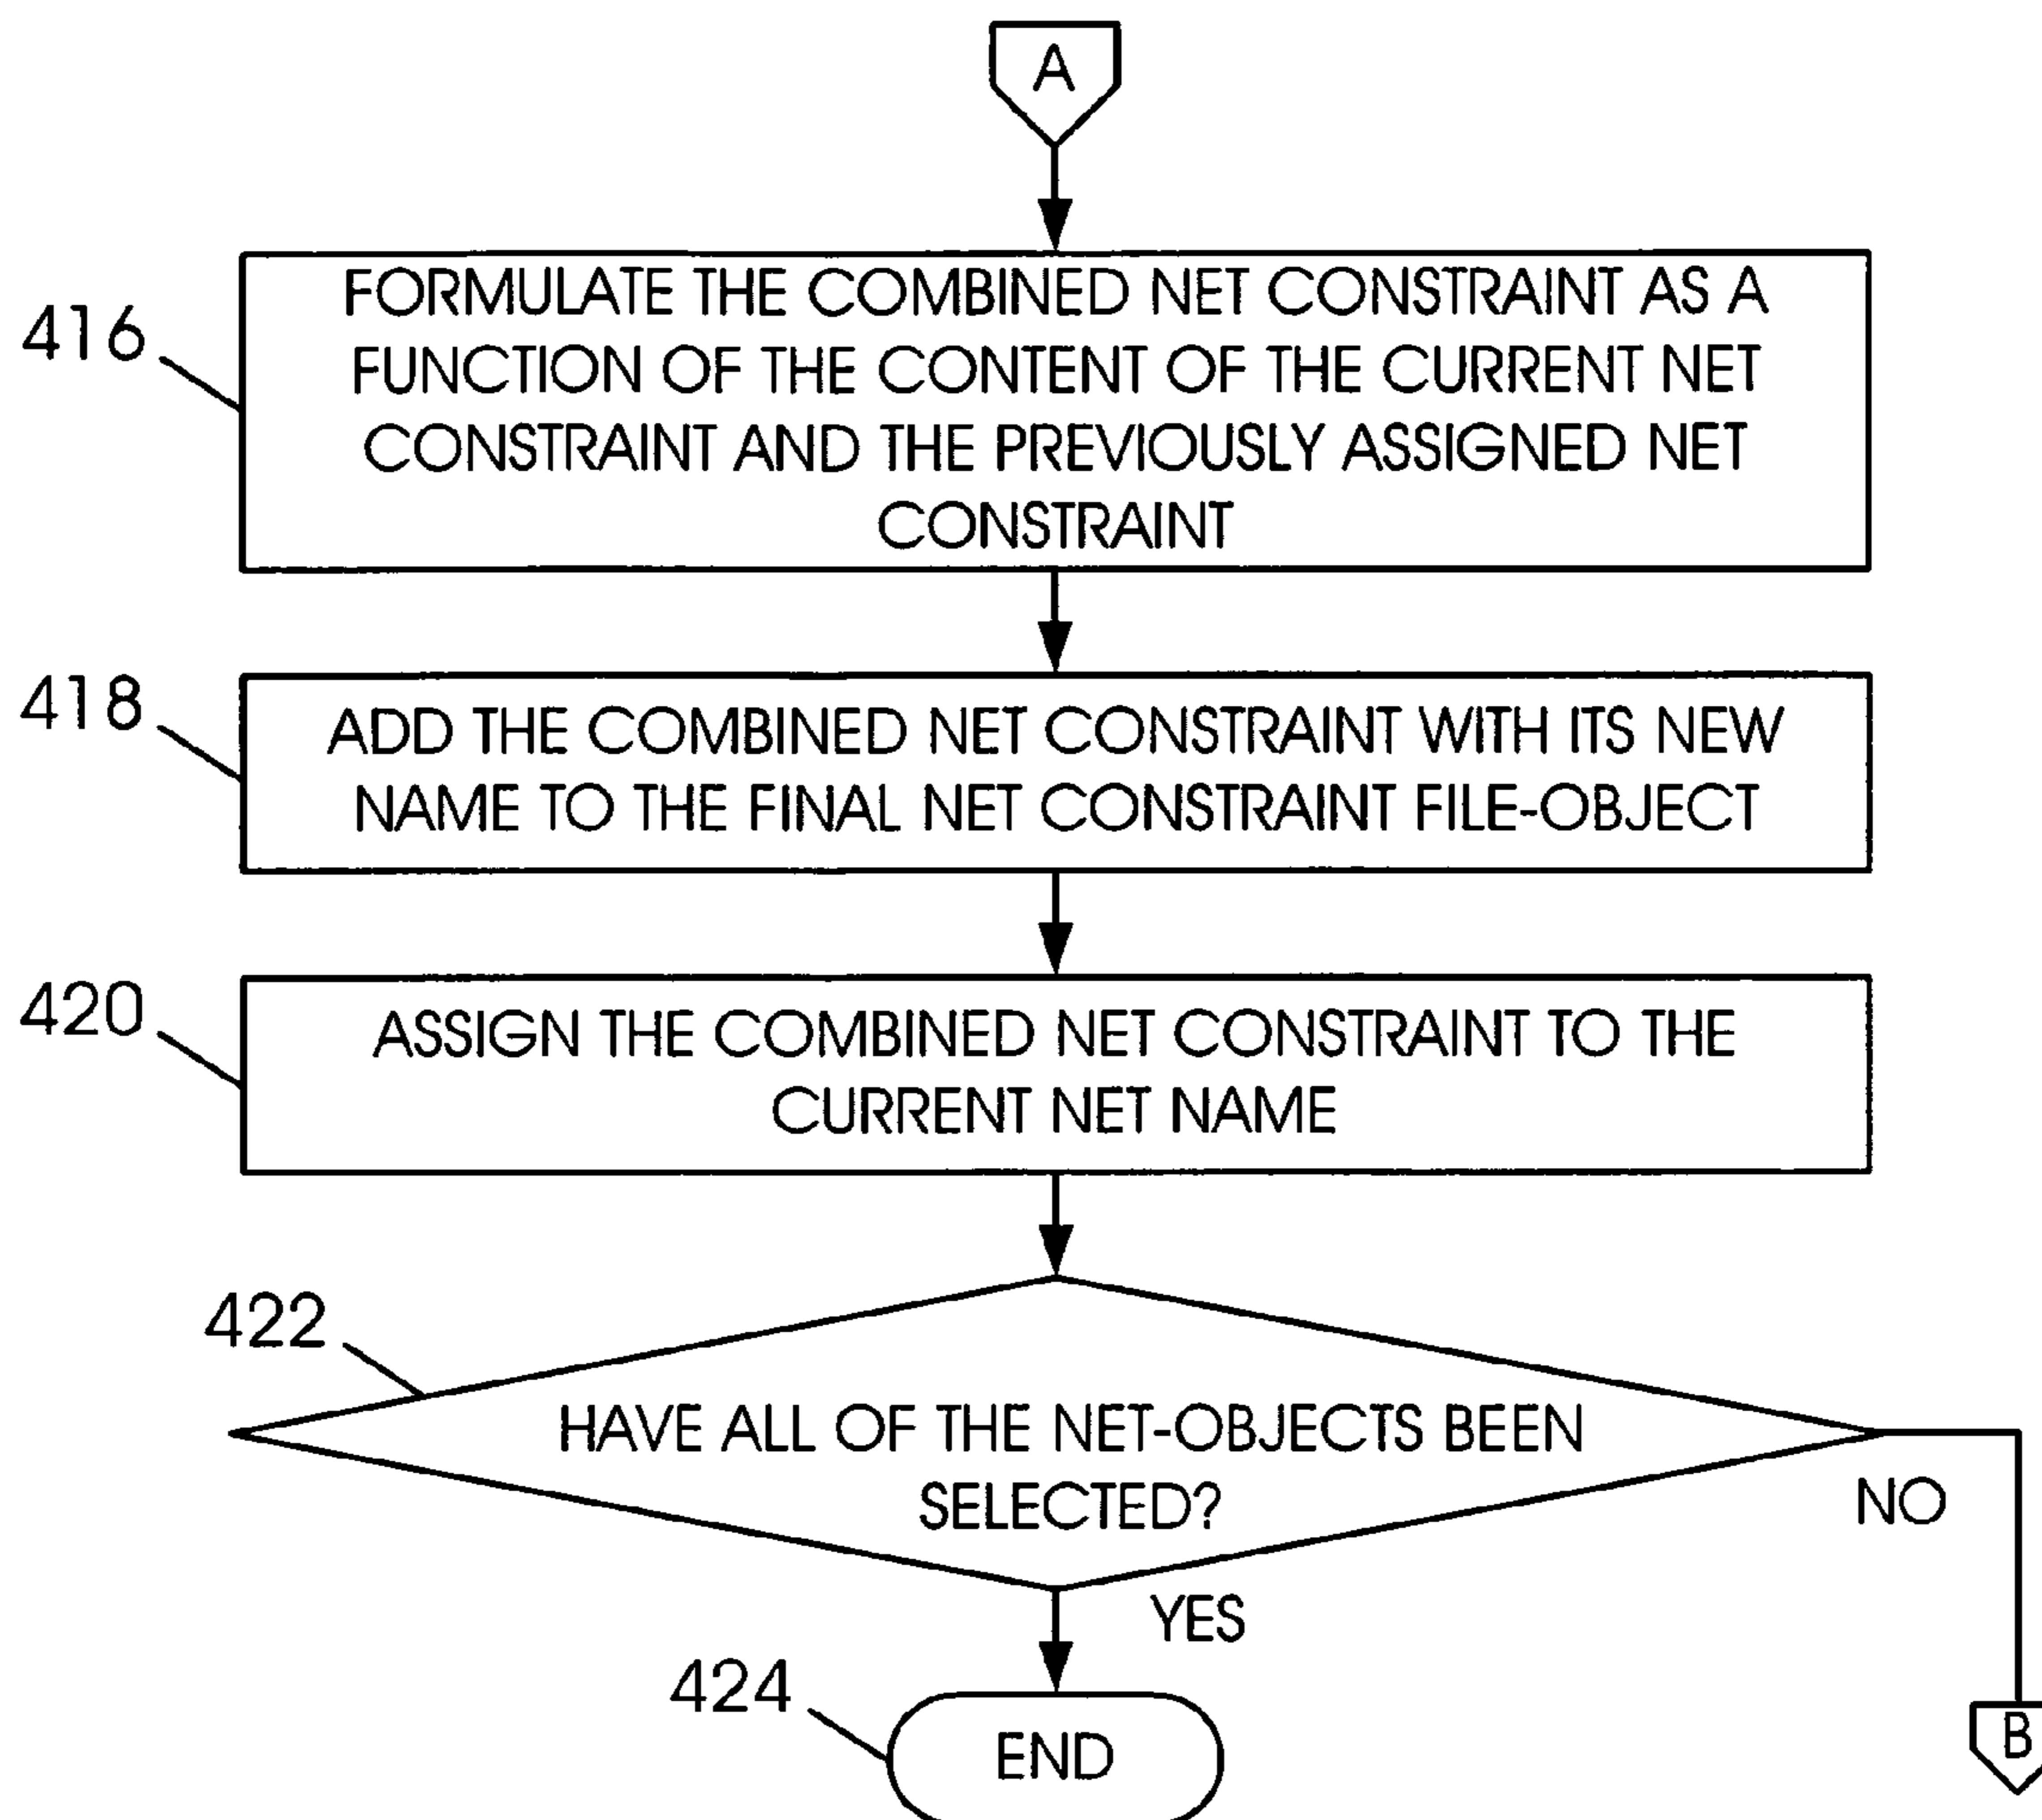 A
416
FORMULATE THE COMBINED NET CONSTRAINT AS A
FUNCTION OF THE CONTENT OF THE CURRENT NET
CONSTRAINT AND THE PREVIOUSLY ASSIGNED NET
CONSTRAINT
418
ADD THE COMBINED NET CONSTRAINT WITH ITS NEW
NAME TO THE FINAL NET CONSTRAINT FILE-OBJECT
420
ASSIGN THE COMBINED NET CONSTRAINT TO THE
CURRENT NET NAME
422
HAVE ALL OF THE NET-OBJECTS BEEN
SELECTED?
NO
YES
424
END
B